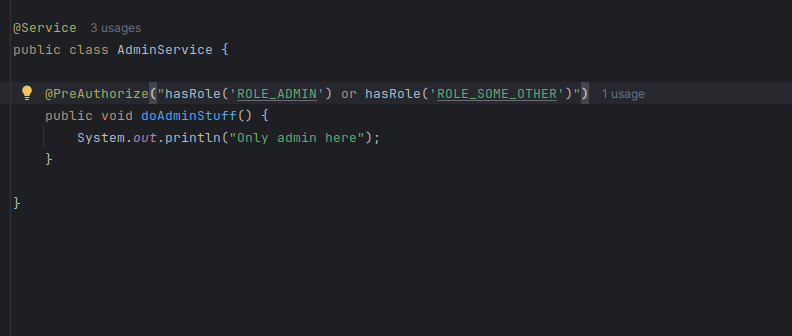 @Service 3 usages
public class AdminService {
@PreAuthorize("hasRole('ROLE_ADMIN') or hasRole('ROLE_SOME_OTHER')") 1 usage
public void doAdminStuff() {
System.out.println("Only admin here");
}
}